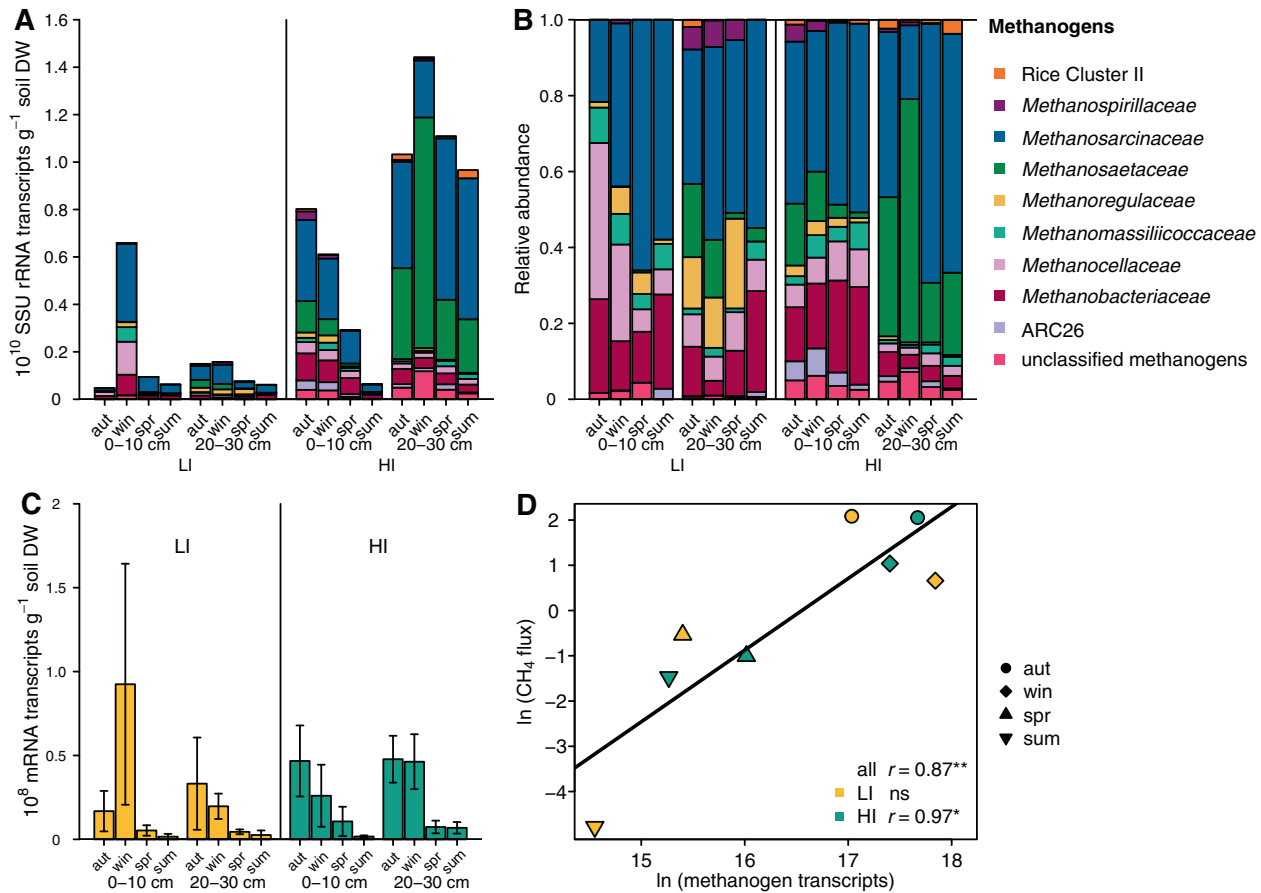 A
10^10 SSU rRNA transcripts g^−1 soil DW
1.6
1.4
1.2
1.0
0.8
0.6
0.4
0.2
0
aut win spr sum aut win spr sum aut win spr sum aut win spr sum
0–10 cm 20–30 cm 0–10 cm 20–30 cm
LI HI
B
Relative abundance
1.0
0.8
0.6
0.4
0.2
0
aut win spr sum aut win spr sum aut win spr sum aut win spr sum
0–10 cm 20–30 cm 0–10 cm 20–30 cm
LI HI
Methanogens
Rice Cluster II
Methanospirillaceae
Methanosarcinaceae
Methanosaetaceae
Methanoregulaceae
Methanomassiliicoccaceae
Methanocellaceae
Methanobacteriaceae
ARC26
unclassified methanogens
C
10^8 mRNA transcripts g^−1 soil DW
2
1.5
1.0
0.5
0
LI HI
aut win spr sum aut win spr sum aut win spr sum aut win spr sum
0–10 cm 20–30 cm 0–10 cm 20–30 cm
D
ln (CH₄ flux)
2
1
0
−1
−2
−3
−4
all r = 0.87**
LI ns
HI r = 0.97*
15 16 17 18
ln (methanogen transcripts)
aut
win
spr
sum